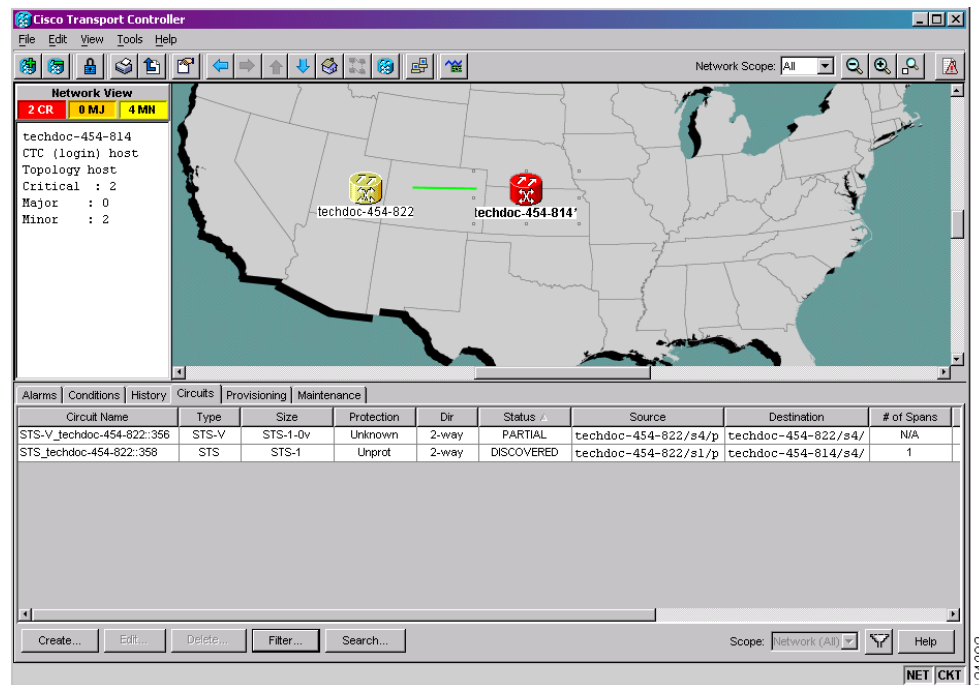 Cisco Transport Controller
File Edit View Tools Help
Network Scope: All
Network View
2 CR 0 MJ 4 MN
techdoc-454-814
CTC (login) host
Topology host
Critical : 2
Major : 0
Minor : 2
techdoc-454-822
techdoc-454-814
Alarms Conditions History Circuits Provisioning Maintenance
Circuit Name Type Size Protection Dir Status Source Destination # of Spans
STS-V_techdoc-454-822::356 STS-V STS-1-0v Unknown 2-way PARTIAL techdoc-454-822/s4/p techdoc-454-822/s4/ N/A
STS_techdoc-454-822::358 STS STS-1 Unprot 2-way DISCOVERED techdoc-454-822/s1/p techdoc-454-814/s4/ 1
Create... Edit... Delete... Filter... Search... Scope: Network (All) Help
NET CKT